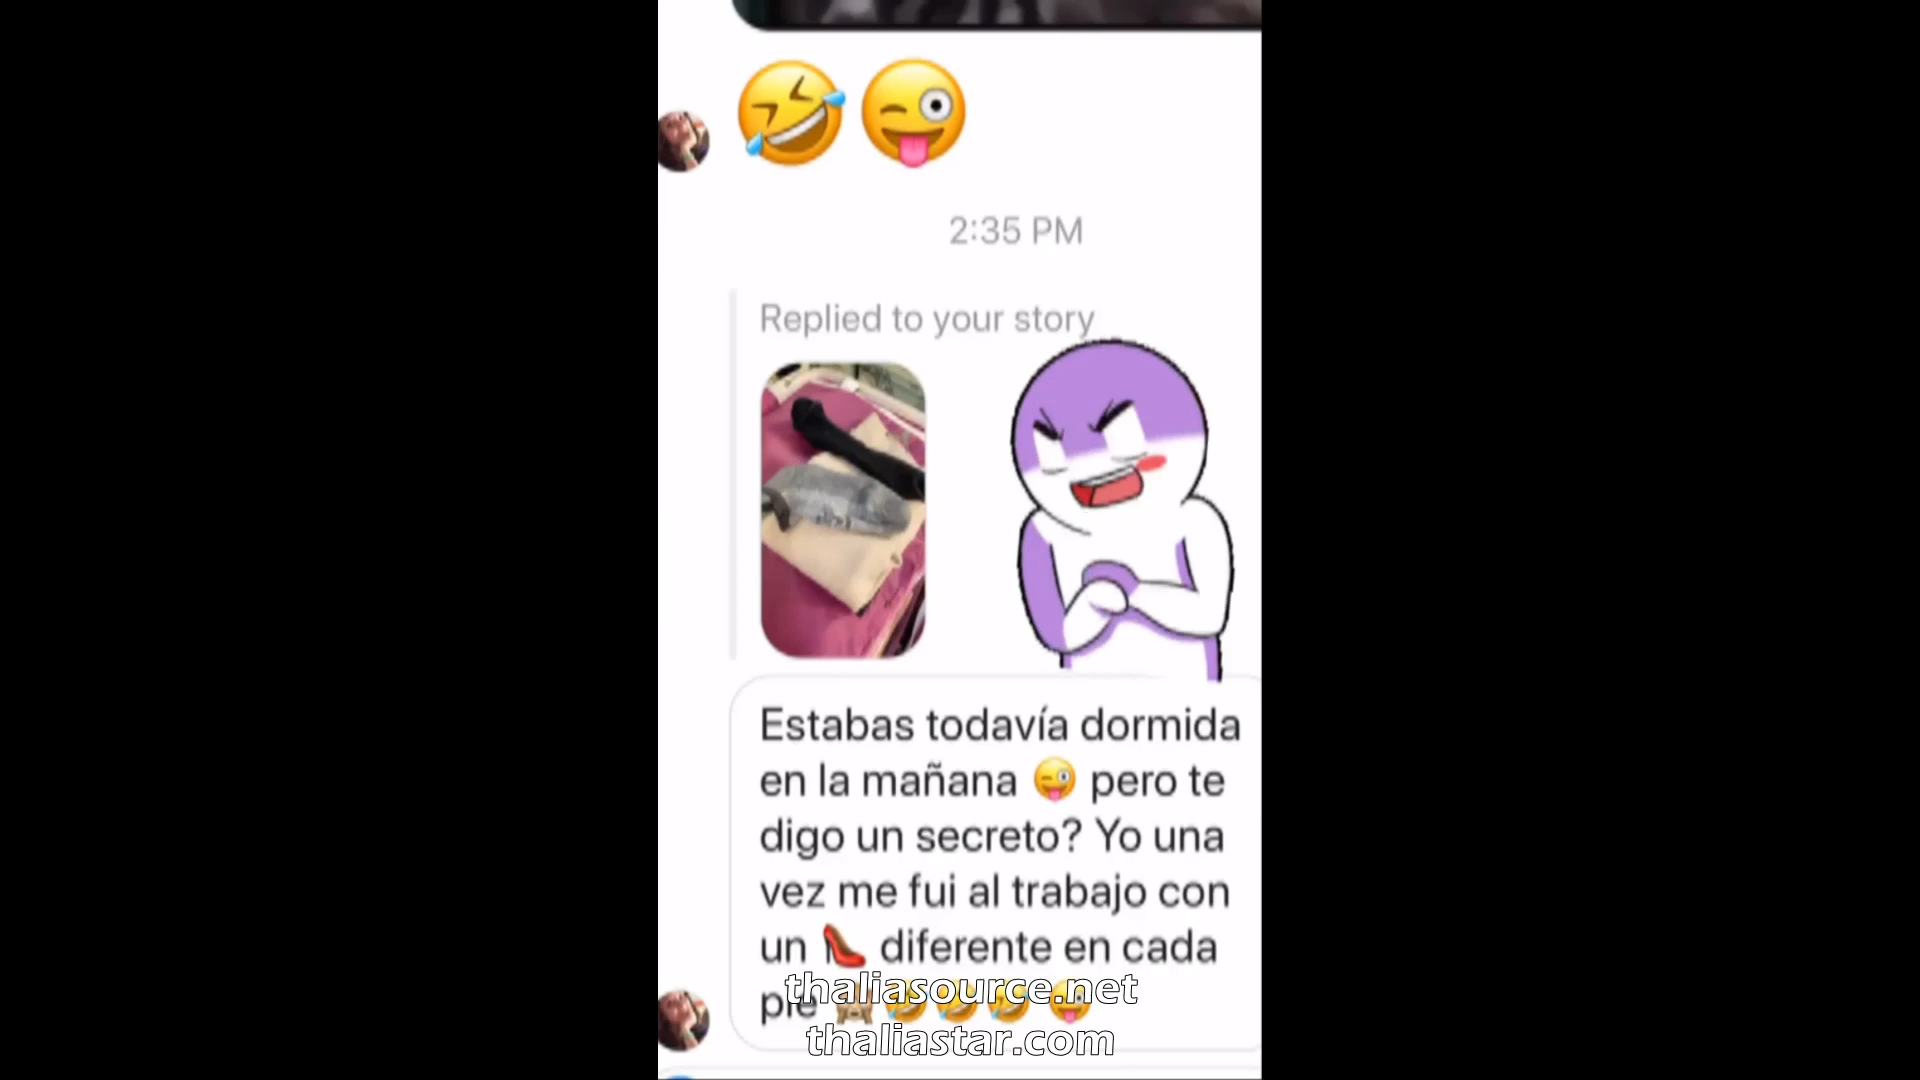 🤣 😜
2:35 PM
Replied to your story
Estabas todavía dormida
en la mañana 😜 pero te
digo un secreto? Yo una
vez me fui al trabajo con
un 👠 diferente en cada
pie 🙈🤣🤣🤣😜
thaliasource.net
thaliastar.com